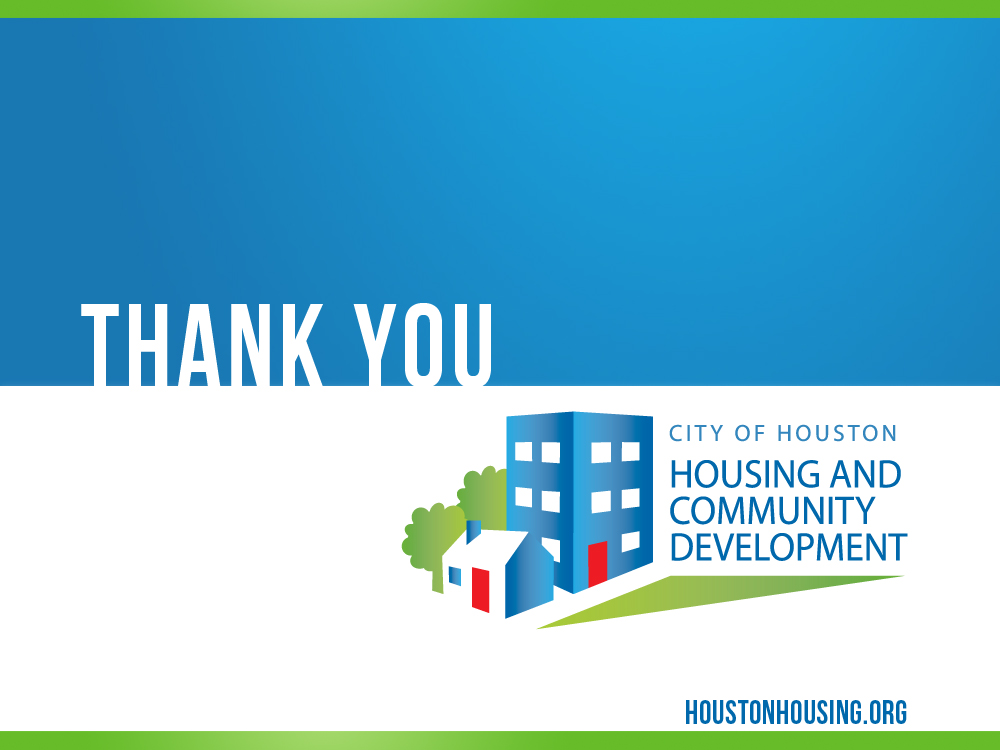 THANK YOU
CITY OF HOUSTON
HOUSING AND
COMMUNITY
DEVELOPMENT
HOUSTONHOUSING.ORG